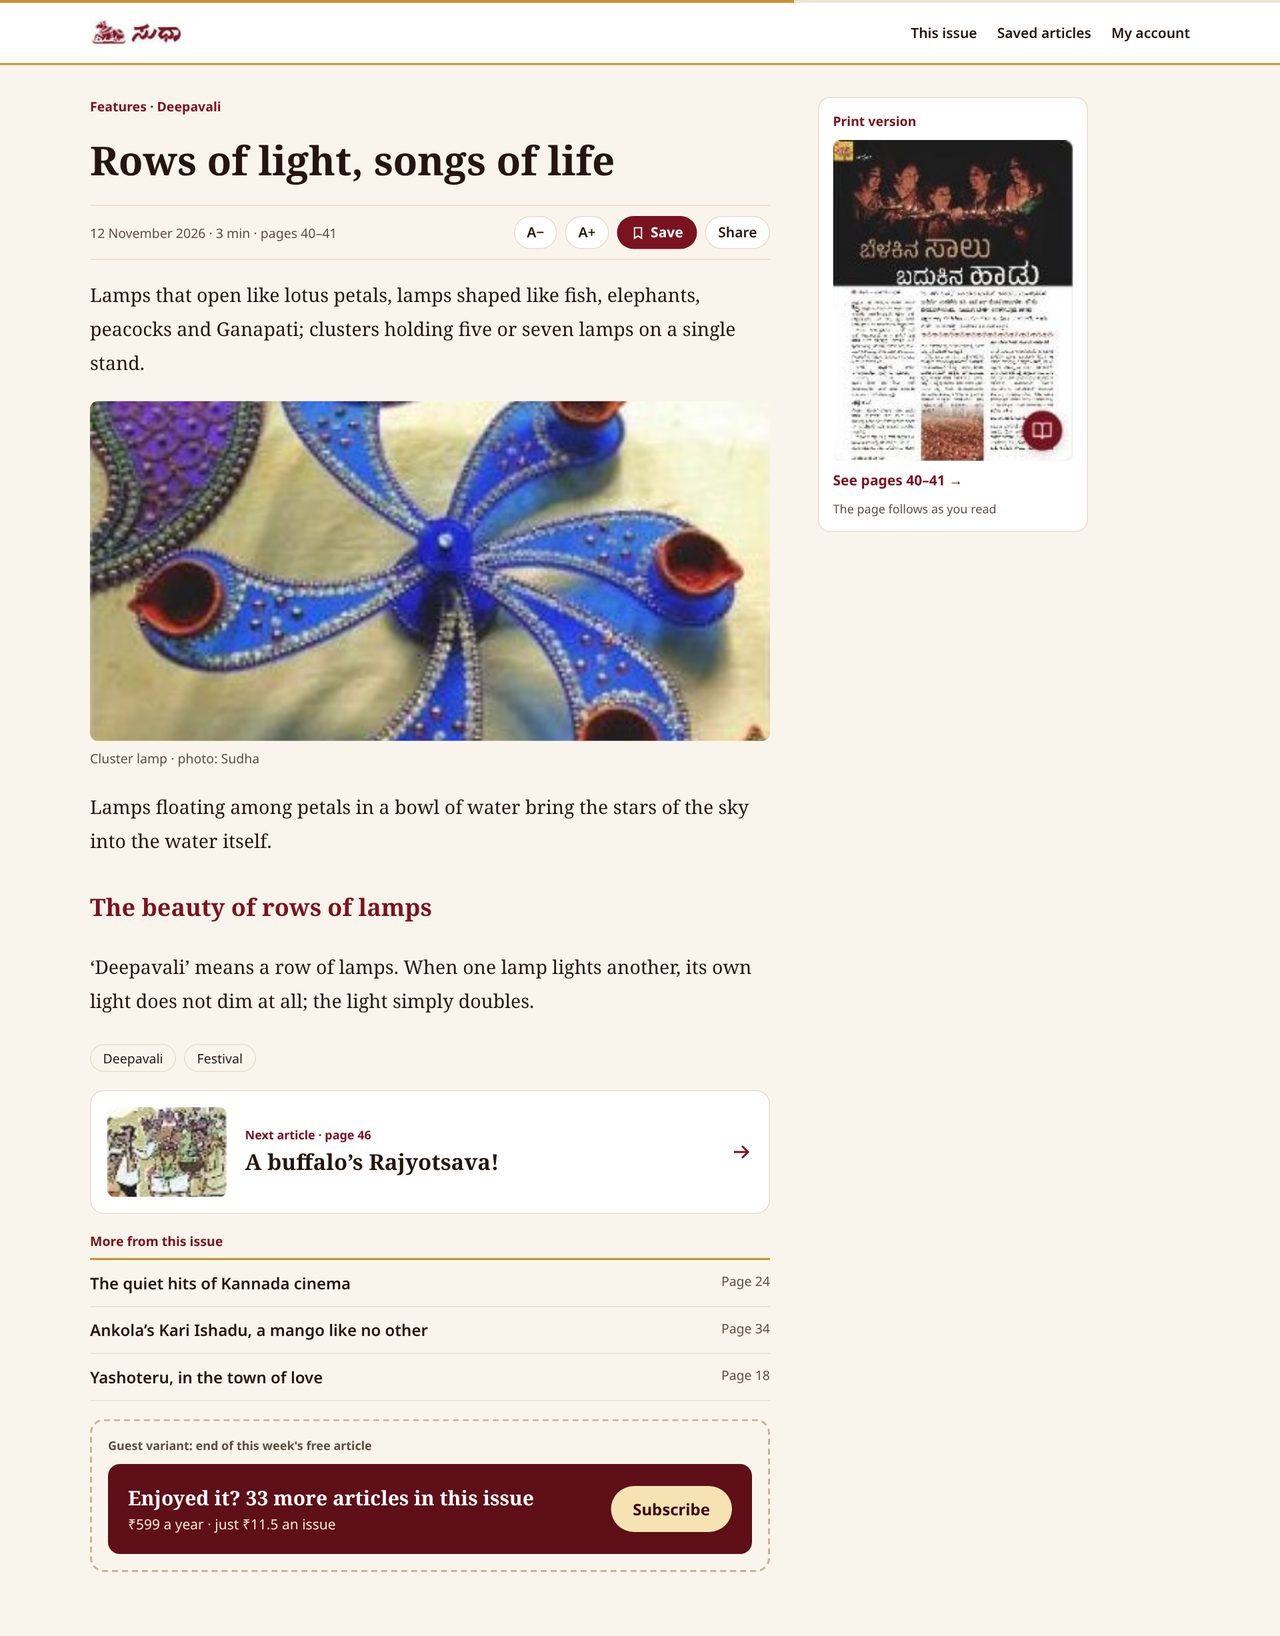 ಸುಧಾ
This issue
Saved articles
My account
Features · Deepavali
Rows of light, songs of life
12 November 2026 · 3 min · pages 40–41
A−
A+
Save
Share
Lamps that open like lotus petals, lamps shaped like fish, elephants,
peacocks and Ganapati; clusters holding five or seven lamps on a single
stand.
Cluster lamp · photo: Sudha
Lamps floating among petals in a bowl of water bring the stars of the sky
into the water itself.
The beauty of rows of lamps
‘Deepavali’ means a row of lamps. When one lamp lights another, its own
light does not dim at all; the light simply doubles.
Deepavali
Festival
Next article · page 46
A buffalo’s Rajyotsava!
More from this issue
The quiet hits of Kannada cinema
Page 24
Ankola’s Kari Ishadu, a mango like no other
Page 34
Yashoteru, in the town of love
Page 18
Guest variant: end of this week's free article
Enjoyed it? 33 more articles in this issue
₹599 a year · just ₹11.5 an issue
Subscribe
Print version
ಬೆಳಕಿನ ಸಾಲು
ಬದುಕಿನ ಹಾಡು
See pages 40–41 →
The page follows as you read